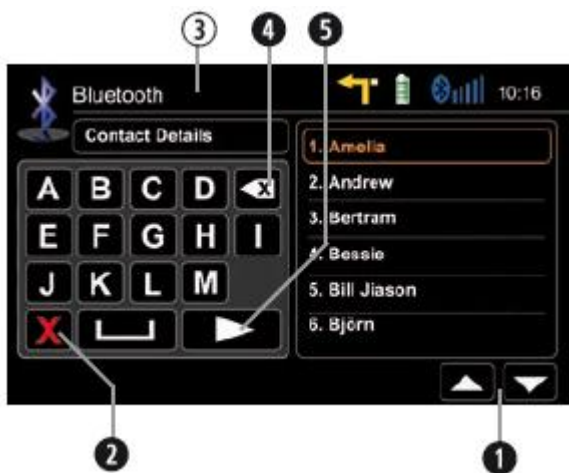 3 4 5
Bluetooth 10:16
Contact Details
A B C D X
E F G H I
J K L M
X
1. Amelia
2. Andrew
3. Bertram
4. Bessie
5. Bill Jiason
6. Björn
2 1